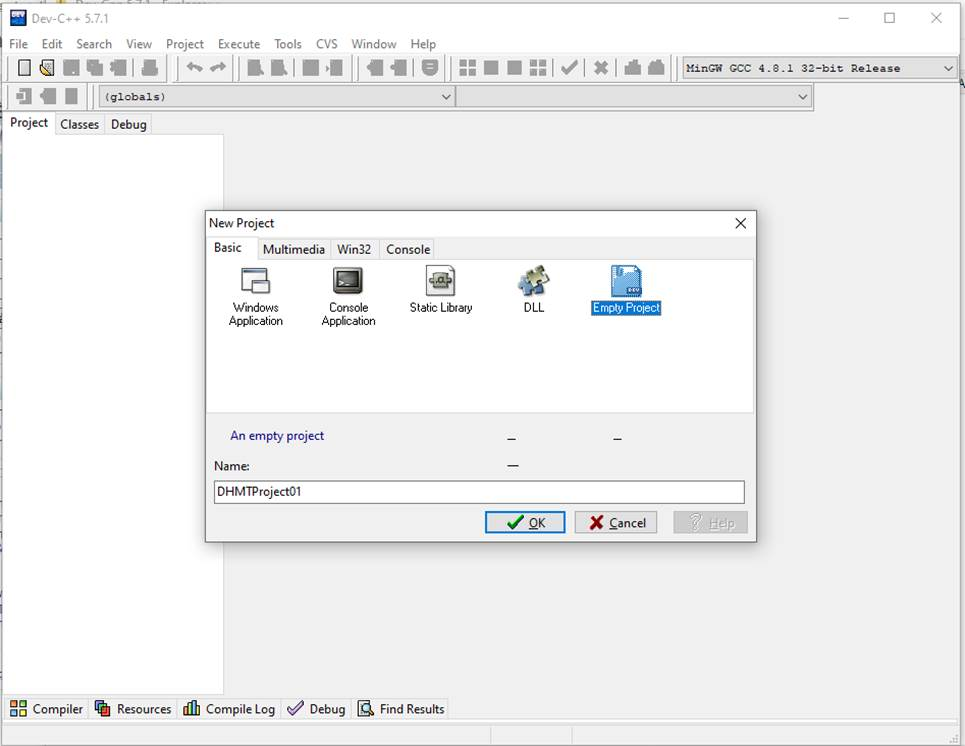 Dev-C++ 5.7.1
File Edit Search View Project Execute Tools CVS Window Help
MinGW GCC 4.8.1 32-bit Release
(globals)
Project Classes Debug
New Project
Basic Multimedia Win32 Console
Windows Application
Console Application
Static Library
DLL
Empty Project
An empty project
Name:
DHMTProject01
OK Cancel Help
Compiler Resources Compile Log Debug Find Results